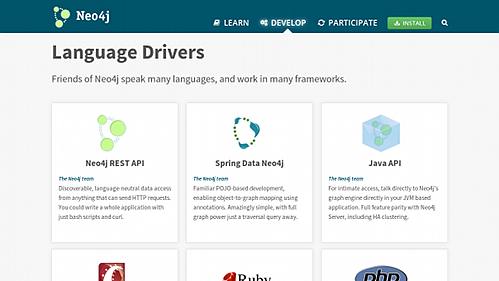 Neo4j LEARN DEVELOP PARTICIPATE INSTALL
Language Drivers
Friends of Neo4j speak many languages, and work in many frameworks.
Neo4j REST API
The Neo4j team
Discoverable, language-neutral data access
from anything that can send HTTP requests.
You could write a whole application with
just bash scripts and curl.
Spring Data Neo4j
The Neo4j team
Familiar POJO-based development,
enabling object-to-graph mapping using
annotations. Amazingly simple, with full
graph power just a traversal query away.
Java API
The Neo4j team
For intimate access, talk directly to Neo4j's
graph engine directly in your JVM based
application. Full feature parity with Neo4j
Server, including HA clustering.
Ruby
php